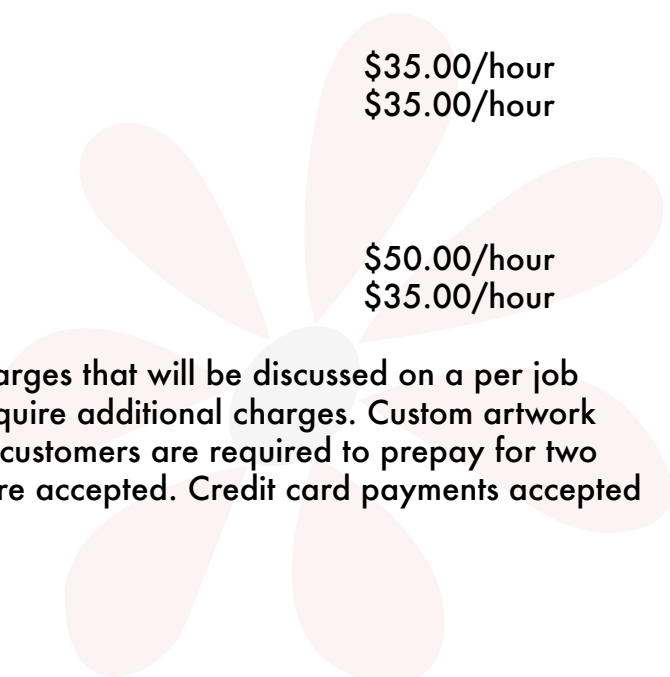 $35.00/hour
$35.00/hour
$50.00/hour
$35.00/hour
arges that will be discussed on a per job
quire additional charges. Custom artwork
customers are required to prepay for two
re accepted. Credit card payments accepted